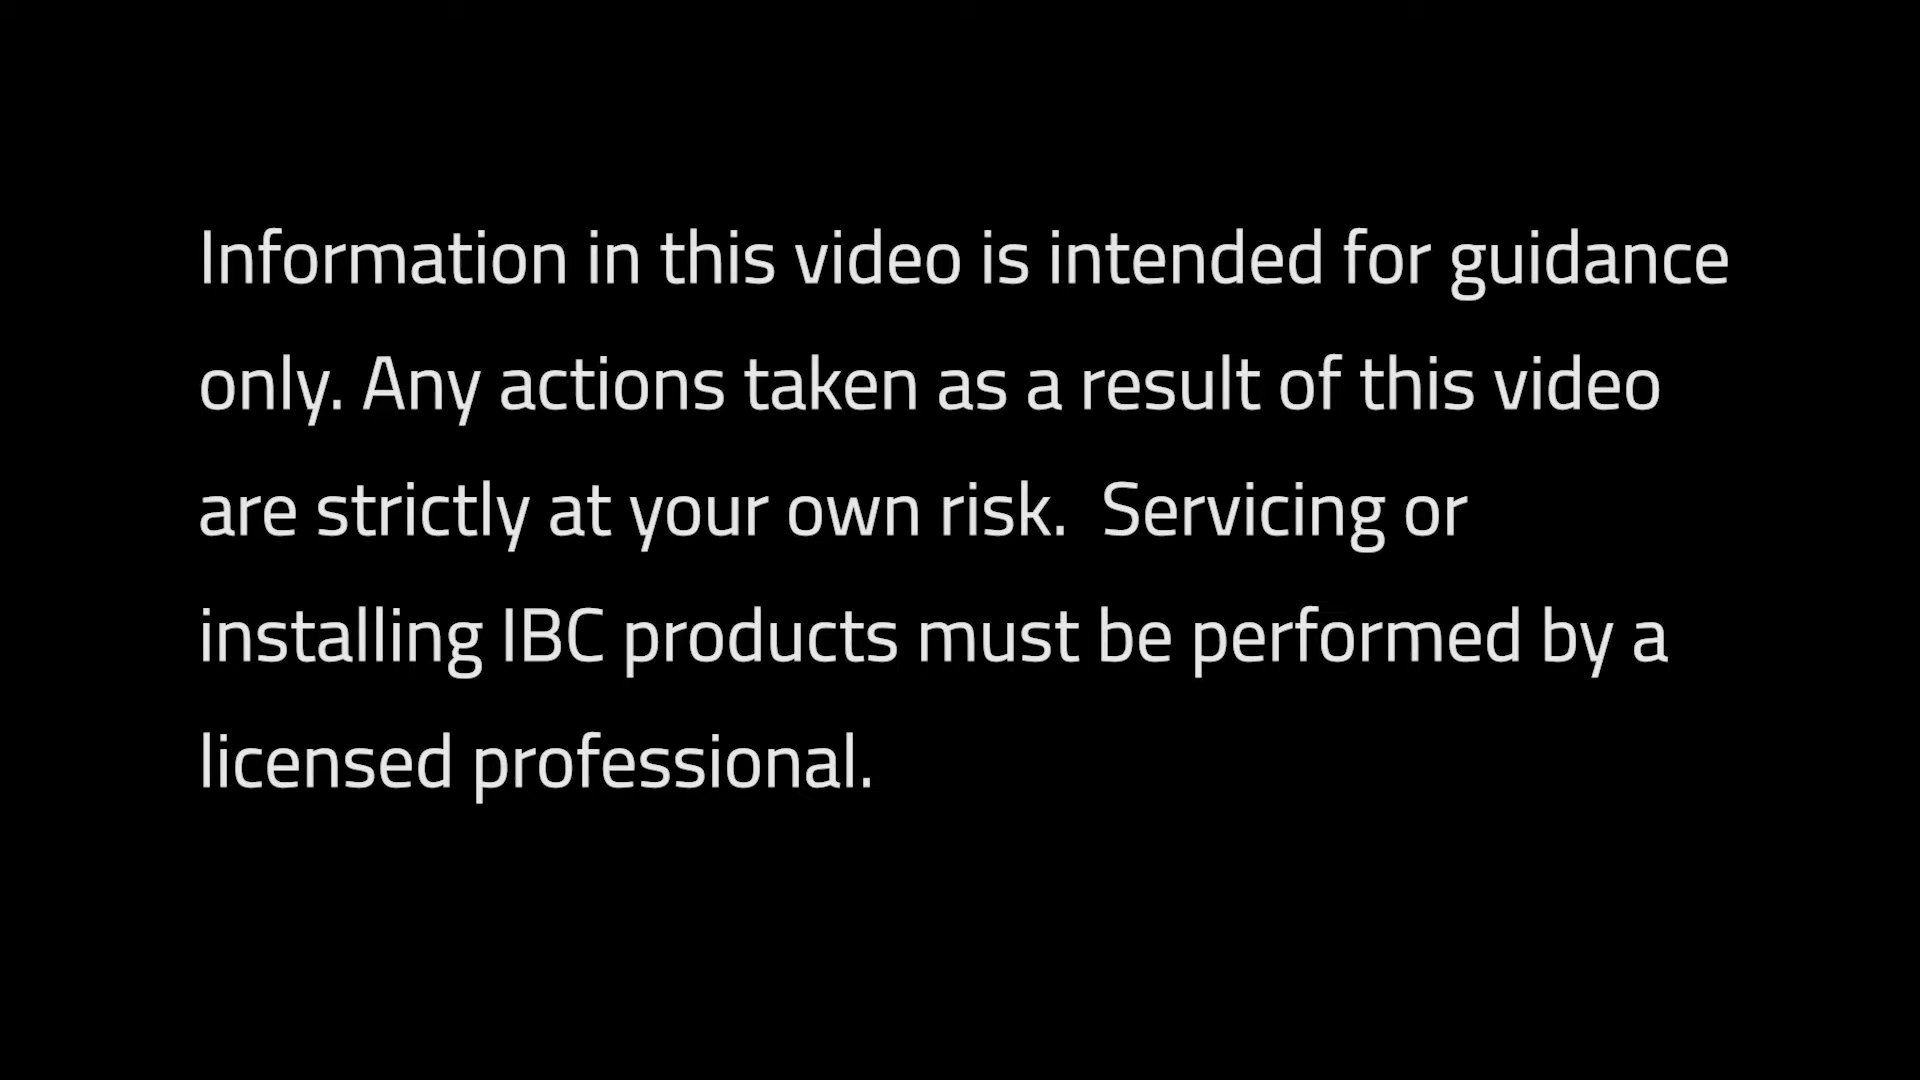 Information in this video is intended for guidance
only. Any actions taken as a result of this video
are strictly at your own risk.  Servicing or
installing IBC products must be performed by a
licensed professional.